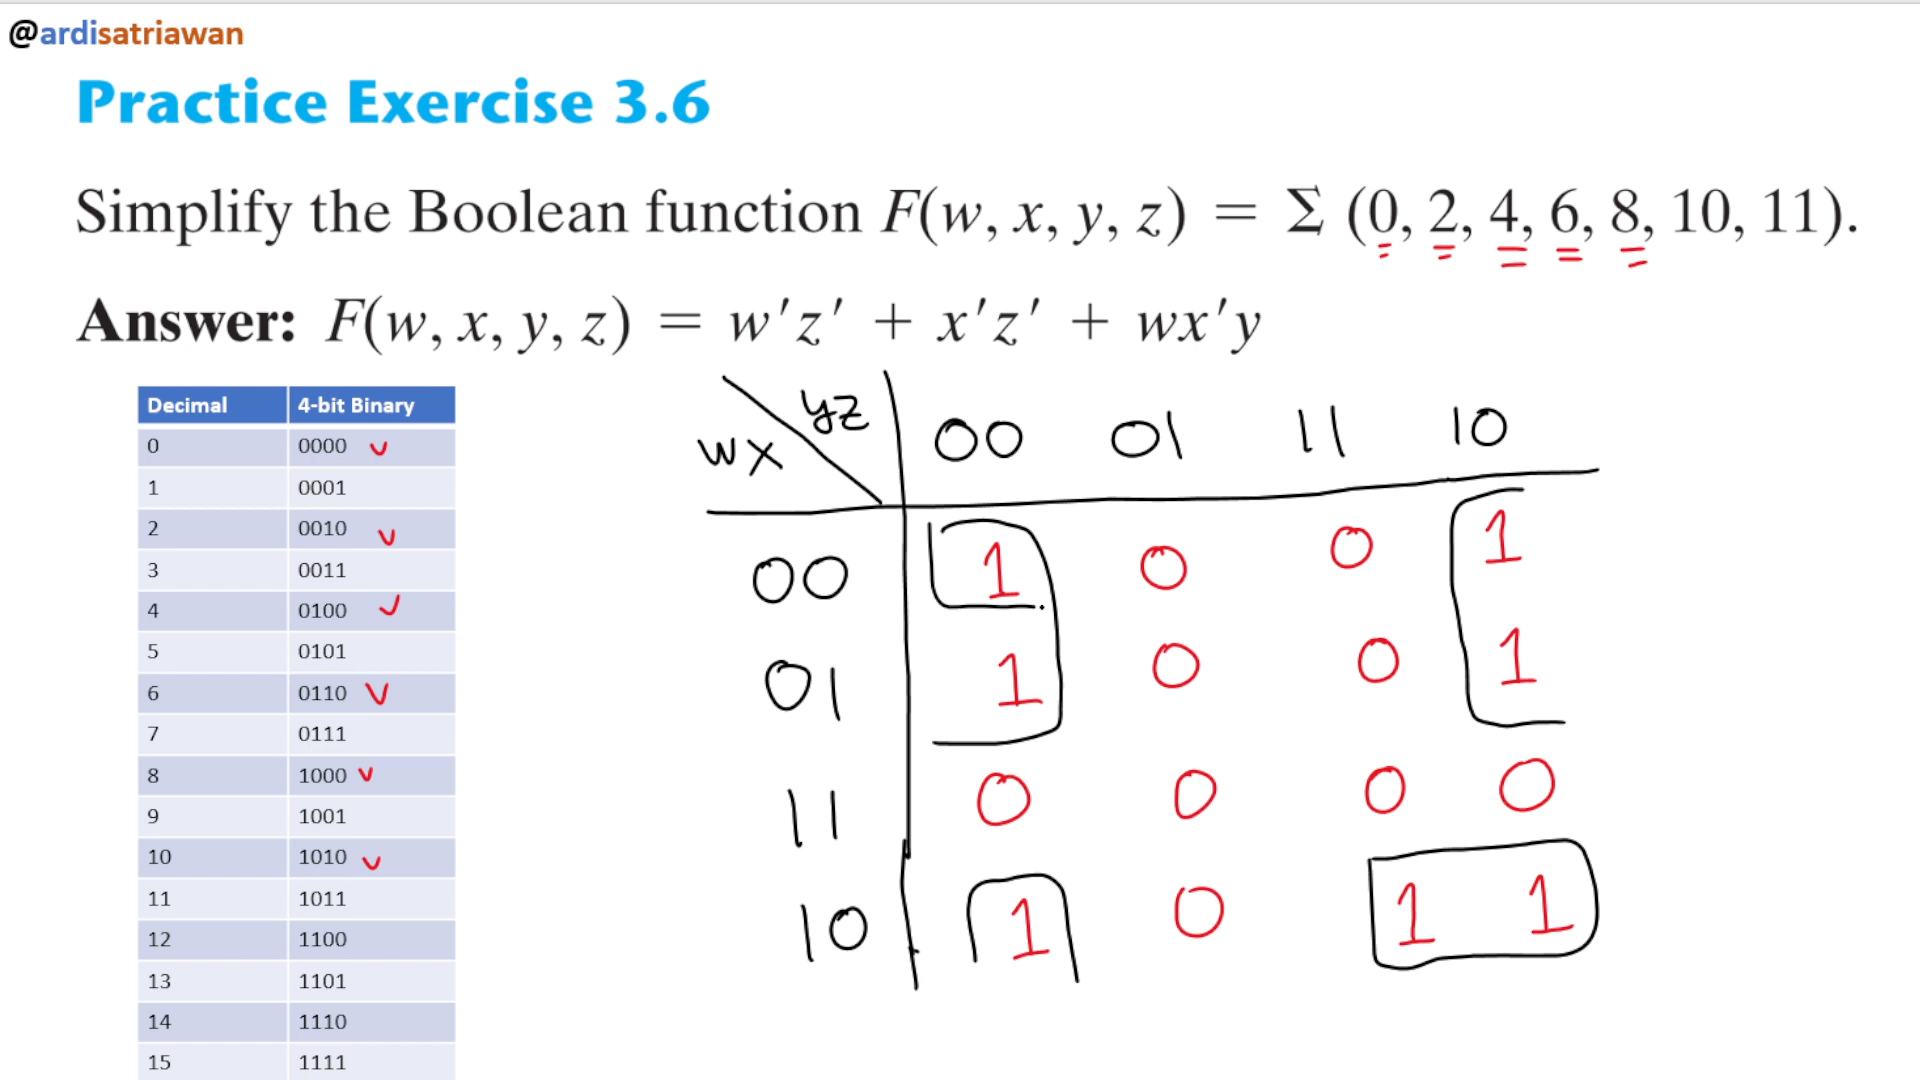 @ardisatriawan
Practice Exercise 3.6
Simplify the Boolean function F(w, x, y, z) = Σ (0, 2, 4, 6, 8, 10, 11).
Answer: F(w, x, y, z) = w'z' + x'z' + wx'y
Decimal 4-bit Binary
0 0000
1 0001
2 0010
3 0011
4 0100
5 0101
6 0110
7 0111
8 1000
9 1001
10 1010
11 1011
12 1100
13 1101
14 1110
15 1111
wx yz 00 01 11 10
00 1 0 0 1
01 1 0 0 1
11 0 0 0 0
10 1 0 1 1